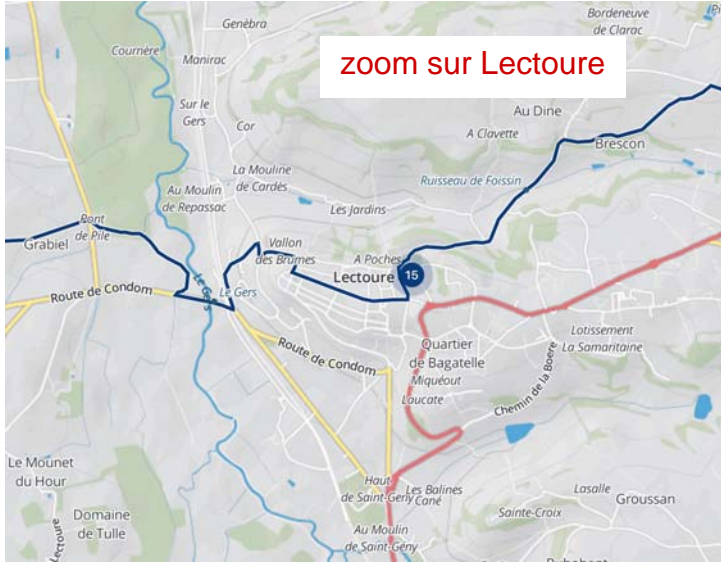 Genèbra
Bordeneuve
de Clarac
zoom sur Lectoure
Cournère
Manirac
Sur le
Gers
Au Dine
Cor
A Clavette
Brescon
La Mouline
de Cardès
Ruisseau de Foissin
Au Moulin
de Repassac
Les Jardins
Pont
de Pile
Grabiel
Vallon
des Brumes
A Poches
Lectoure
15
Route de Condom
Le Gers
Le Gers
Route de Condom
Quartier
de Bagatelle
Lotissement
La Samaritaine
Miquéout
Laucate
Chemin de la Boere
Le Mounet
du Hour
Haut
de Saint-Gény
Les Balines
Cané
Lasalle
Groussan
Sainte-Croix
Domaine
de Tulle
Lectoure
Au Moulin
de Saint-Gény